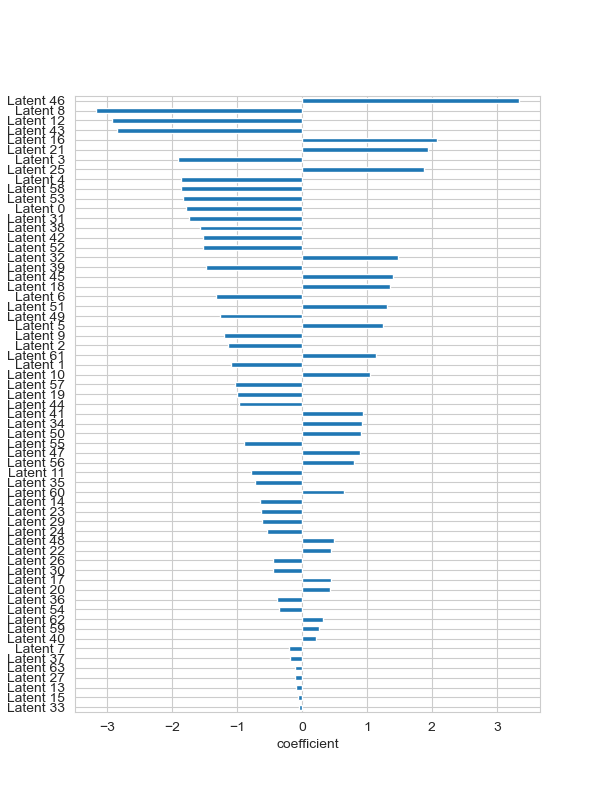 Latent 46
Latent 8
Latent 12
Latent 43
Latent 16
Latent 21
Latent 3
Latent 25
Latent 4
Latent 58
Latent 53
Latent 0
Latent 31
Latent 38
Latent 42
Latent 52
Latent 32
Latent 39
Latent 45
Latent 18
Latent 6
Latent 51
Latent 49
Latent 5
Latent 9
Latent 2
Latent 61
Latent 1
Latent 10
Latent 57
Latent 19
Latent 44
Latent 41
Latent 34
Latent 50
Latent 55
Latent 47
Latent 56
Latent 11
Latent 35
Latent 60
Latent 14
Latent 23
Latent 29
Latent 24
Latent 48
Latent 22
Latent 26
Latent 30
Latent 17
Latent 20
Latent 36
Latent 54
Latent 62
Latent 59
Latent 40
Latent 7
Latent 37
Latent 63
Latent 27
Latent 13
Latent 15
Latent 33
−3 −2 −1 0 1 2 3
coefficient